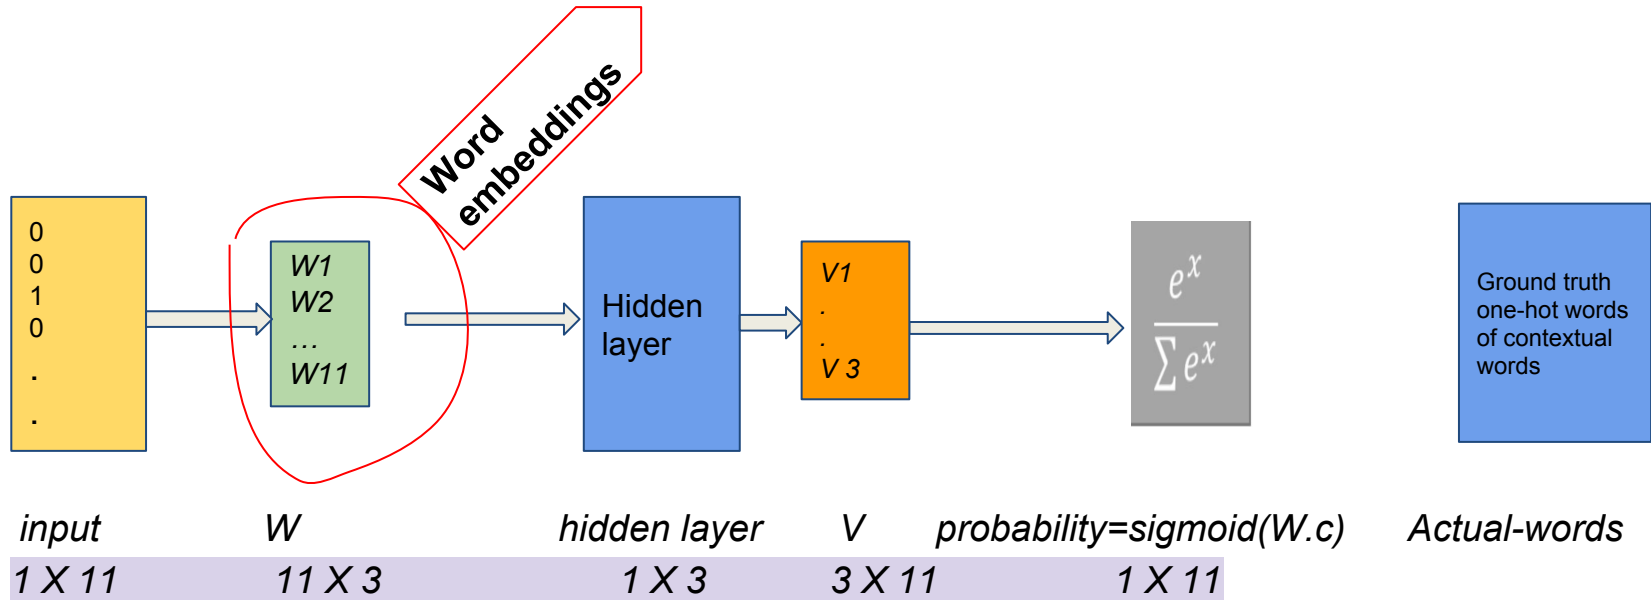 Word
embeddings
0
0
1
0
.
.
W1
W2
...
W11
Hidden
layer
V1
.
.
V 3
e^x
∑ e^x
Ground truth
one-hot words
of contextual
words
input W hidden layer V probability=sigmoid(W.c) Actual-words
1 X 11 11 X 3 1 X 3 3 X 11 1 X 11